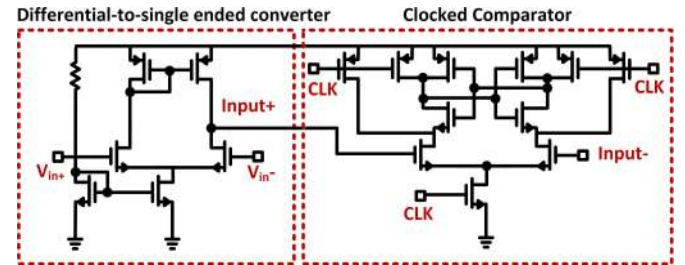 Differential-to-single ended converter
Clocked Comparator
CLK
CLK
Input+
Vin+
Vin-
Input-
CLK